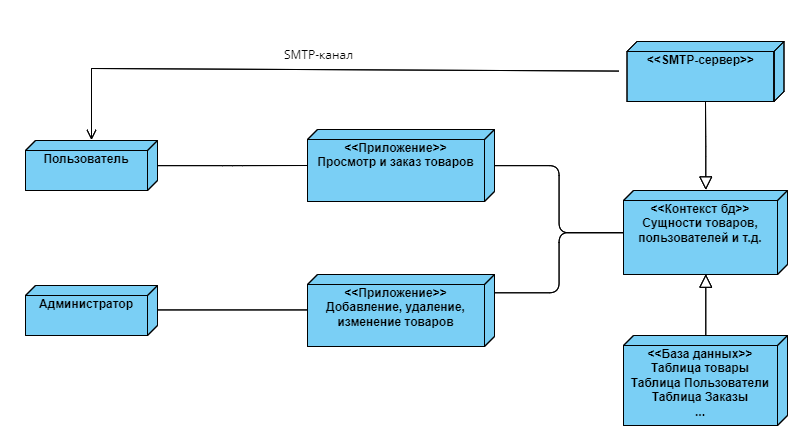 SMTP-канал
<<SMTP-сервер>>
Пользователь
<<Приложение>>
Просмотр и заказ товаров
<<Контекст бд>>
Сущности товаров,
пользователей и т.д.
Администратор
<<Приложение>>
Добавление, удаление,
изменение товаров
<<База данных>>
Таблица товары
Таблица Пользователи
Таблица Заказы
...